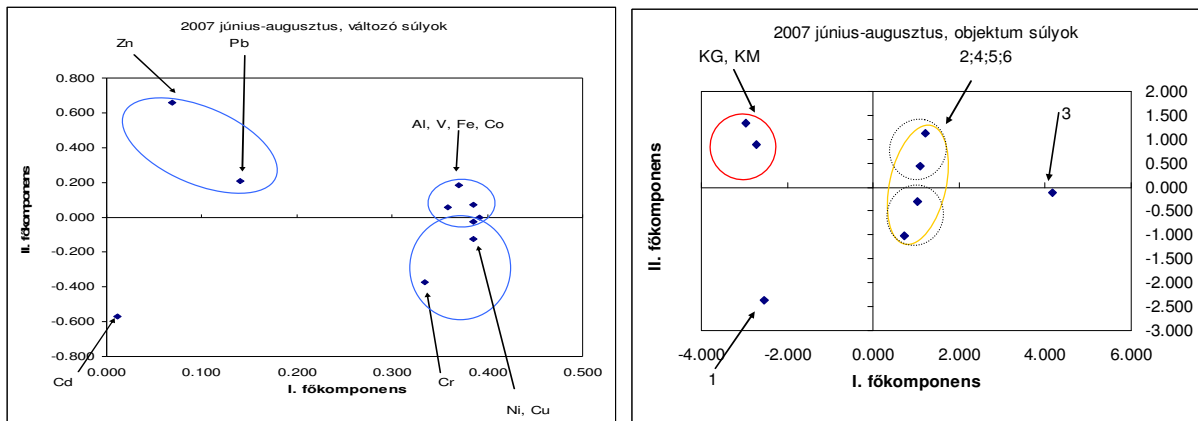 2007 június-augusztus, változó súlyok
Zn
Pb
Al, V, Fe, Co
0.800
0.600
0.400
0.200
0.000
-0.200
-0.400
-0.600
-0.800
II. főkomponens
0.000 0.100 0.200 0.300 0.400 0.500
Cd
I. főkomponens
Cr
Ni, Cu
2007 június-augusztus, objektum súlyok
KG, KM
2;4;5;6
3
2.000
1.500
1.000
0.500
0.000
-0.500
-1.000
-1.500
-2.000
-2.500
-3.000
II. főkomponens
-4.000 -2.000 0.000 2.000 4.000 6.000
1
I. főkomponens